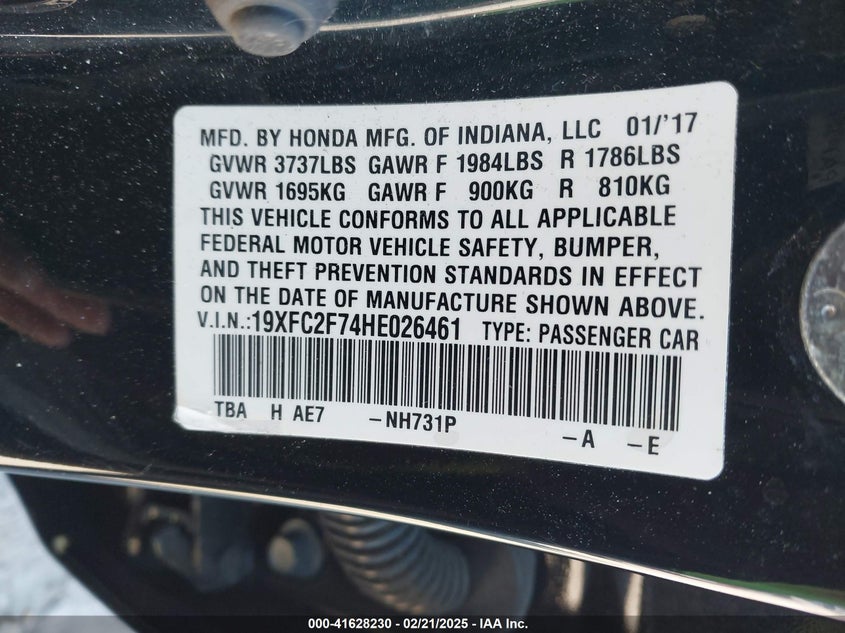 MFD. BY HONDA MFG. OF INDIANA, LLC 01/'17
GVWR 3737LBS GAWR F 1984LBS R 1786LBS
GVWR 1695KG GAWR F 900KG R 810KG
THIS VEHICLE CONFORMS TO ALL APPLICABLE
FEDERAL MOTOR VEHICLE SAFETY, BUMPER,
AND THEFT PREVENTION STANDARDS IN EFFECT
ON THE DATE OF MANUFACTURE SHOWN ABOVE.
V.I.N.:19XFC2F74HE026461 TYPE: PASSENGER CAR
TBA H AE7 -NH731P -A -E
000-41628230 - 02/21/2025 - IAA Inc.